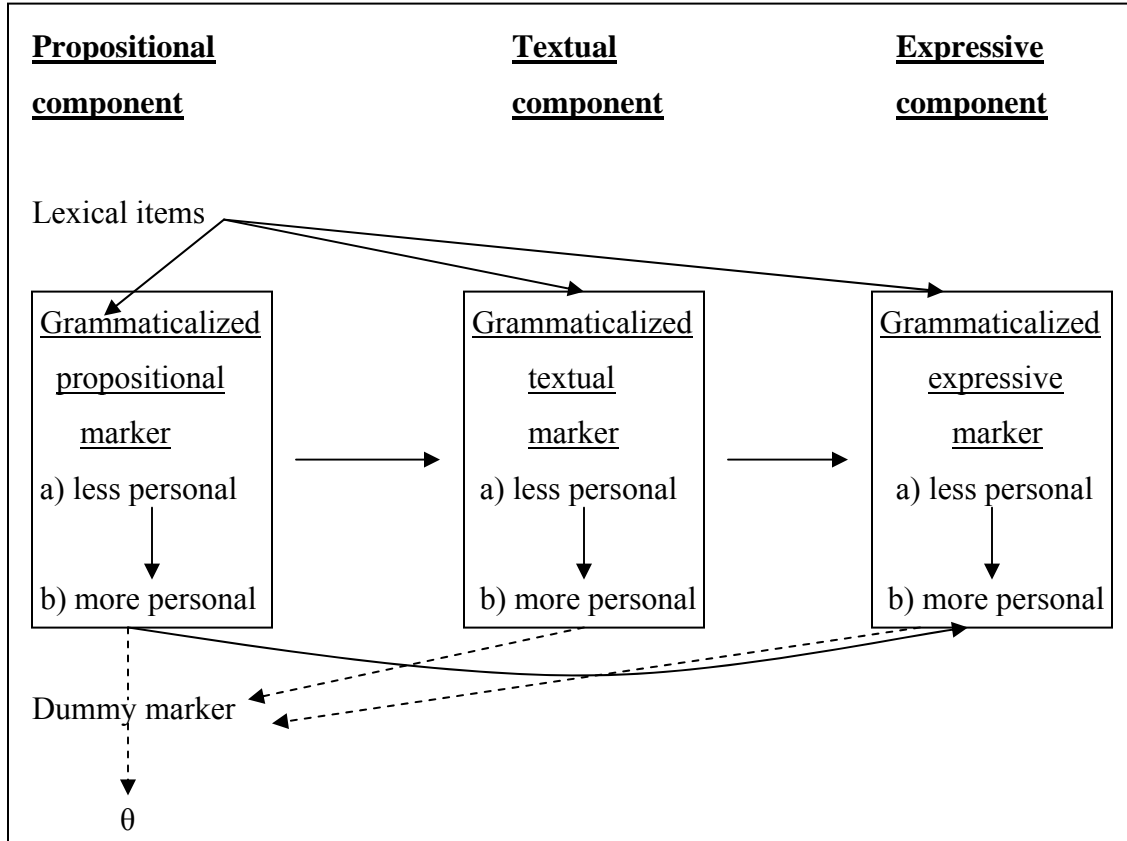 Propositional
component
Textual
component
Expressive
component
Lexical items
Grammaticalized
propositional
marker
a) less personal
b) more personal
Grammaticalized
textual
marker
a) less personal
b) more personal
Grammaticalized
expressive
marker
a) less personal
b) more personal
Dummy marker
θ